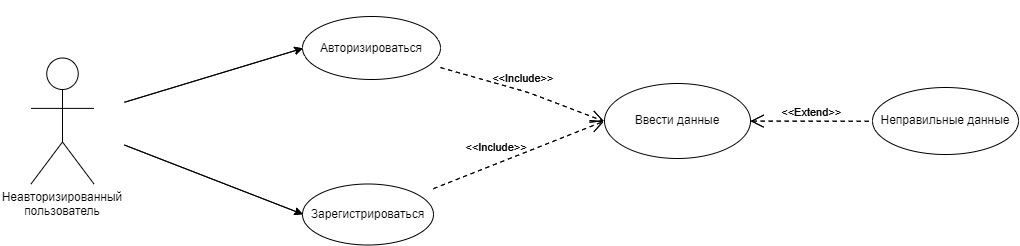 Авторизироваться
<<Include>>
Ввести данные
<<Extend>>
Неправильные данные
<<Include>>
Неавторизированный
пользователь
Зарегистрироваться